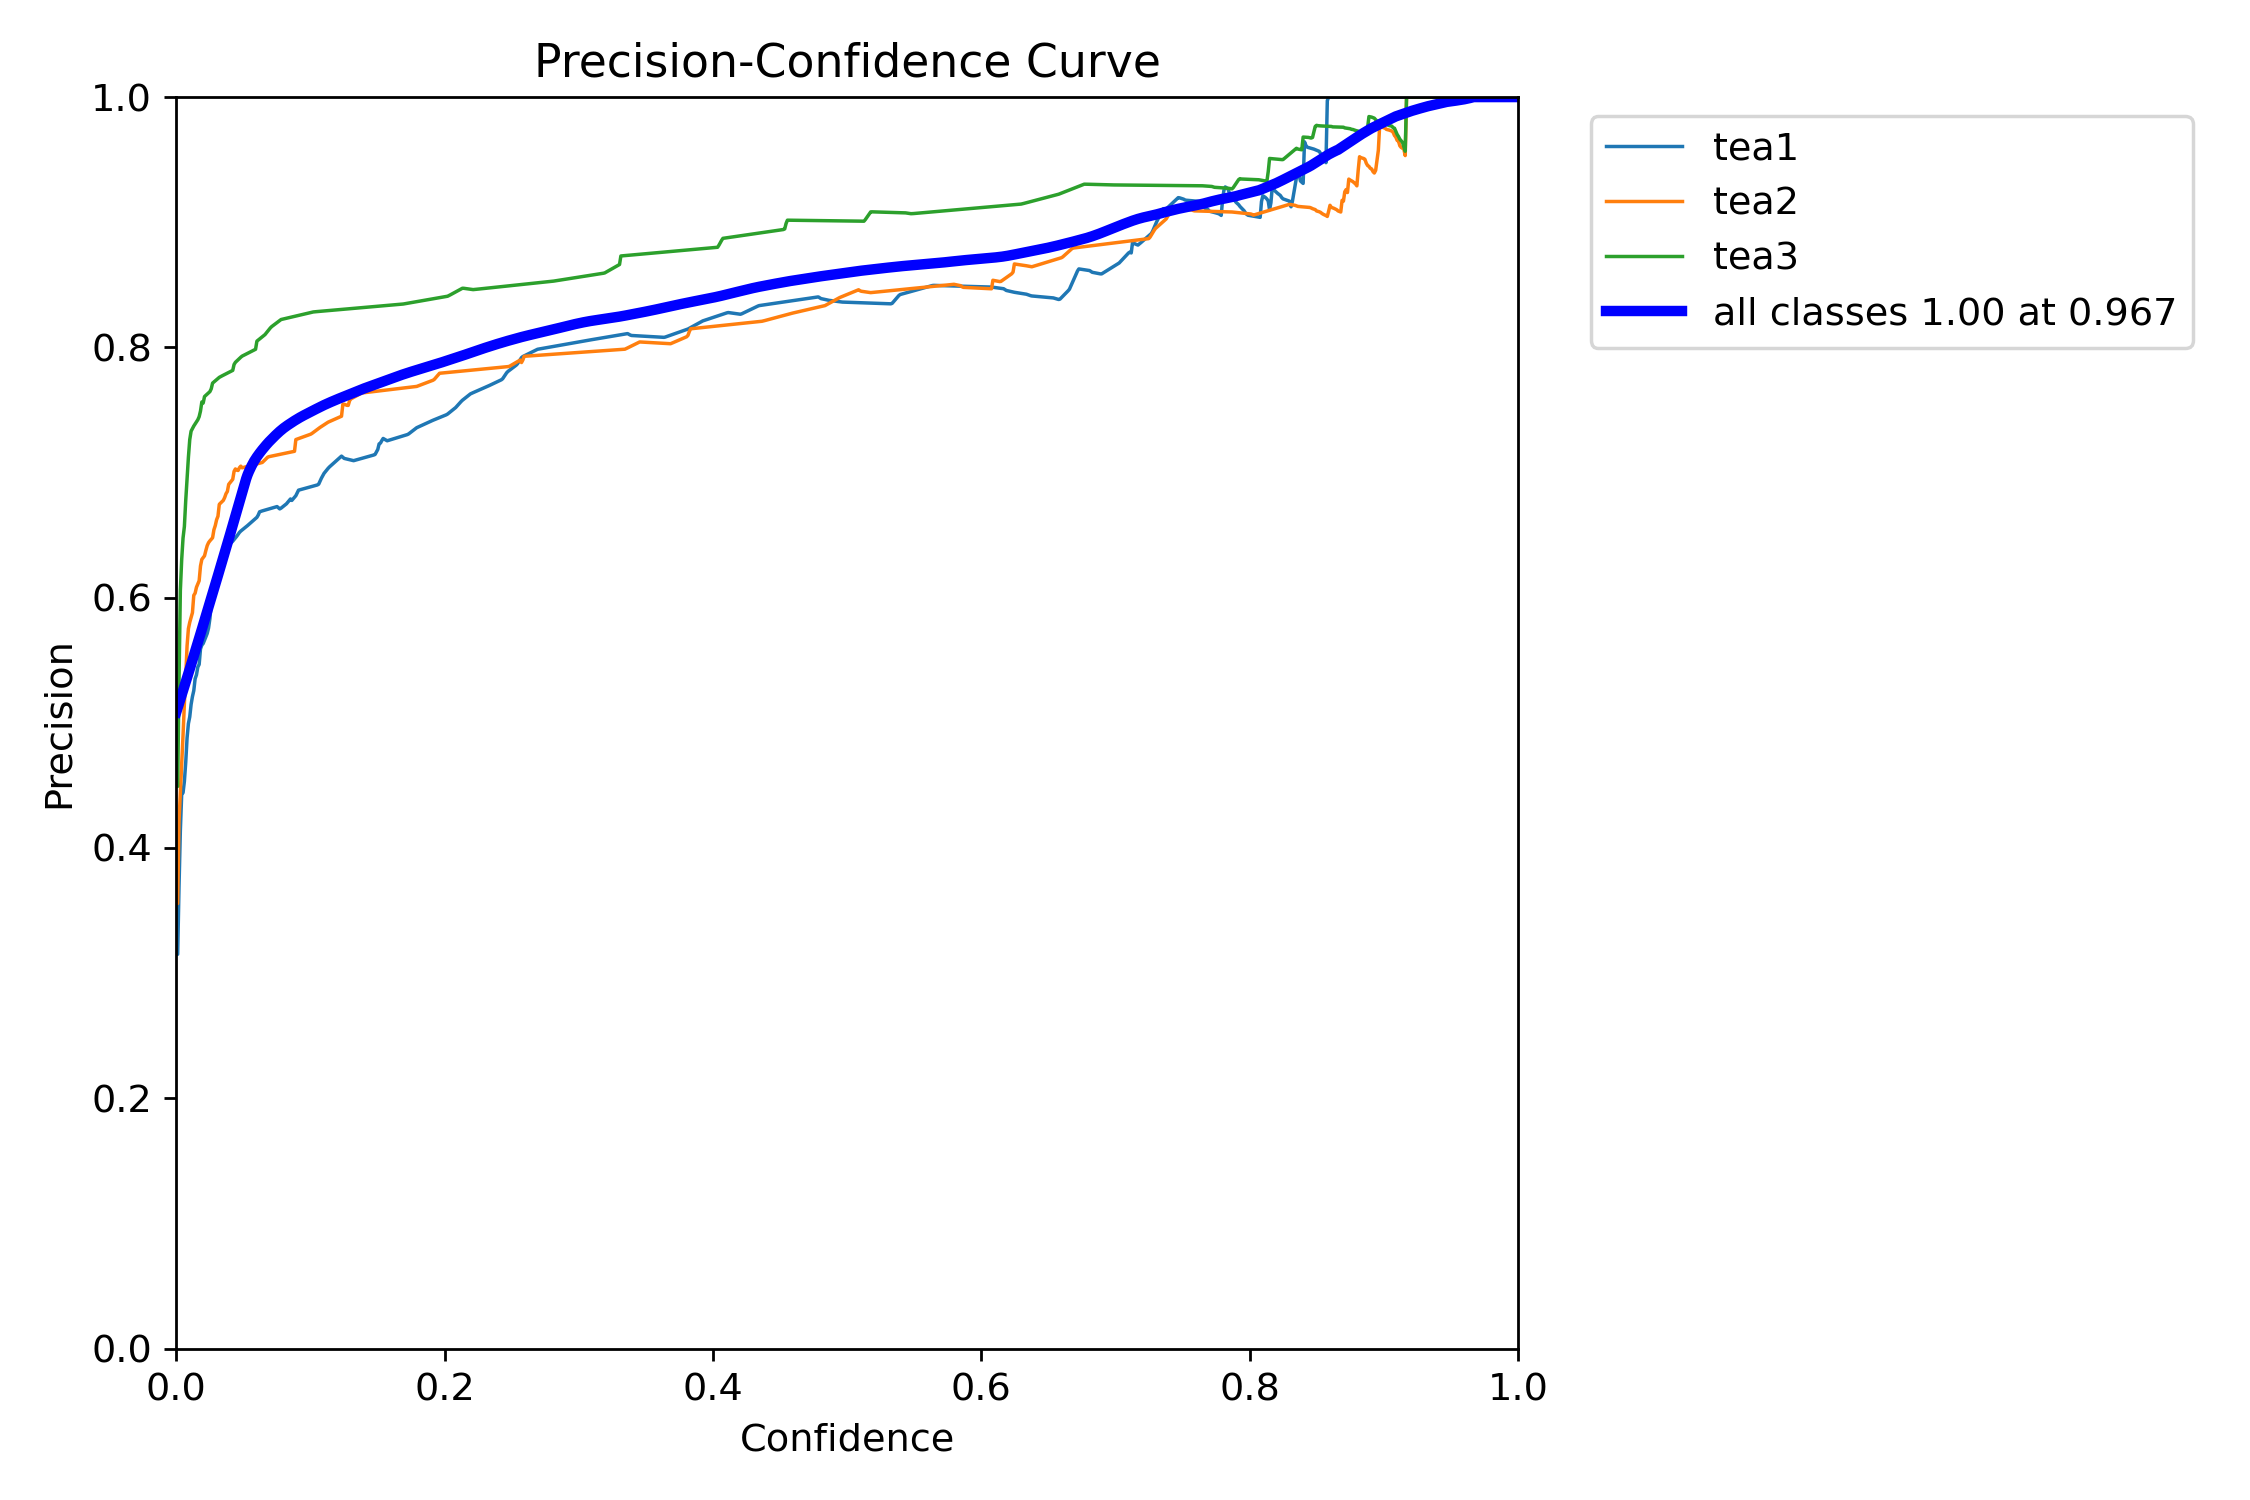 Precision-Confidence Curve
1.0
0.8
0.6
0.4
0.2
0.0
Precision
0.0 0.2 0.4 0.6 0.8 1.0
Confidence
tea1
tea2
tea3
all classes 1.00 at 0.967